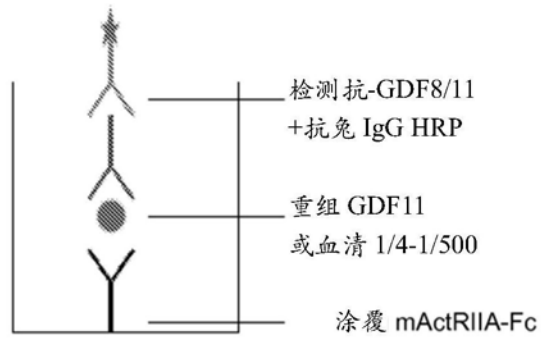 检测抗-GDF8/11
+抗兔 IgG HRP
重组 GDF11
或血清 1/4-1/500
涂覆 mActRIIA-Fc